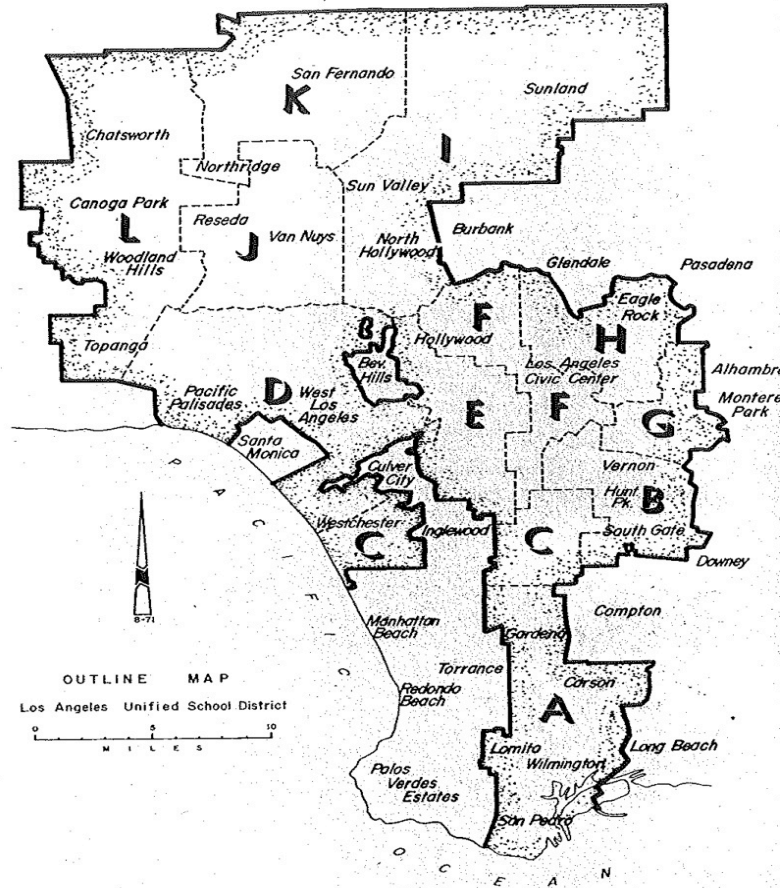 San Fernando
K
Sunland
Chatsworth
I
Northridge
Sun Valley
Canoga Park
L
Reseda
J
Van Nuys
Burbank
Woodland
Hills
North
Hollywood
Glendale
Pasadena
Eagle
Rock
F
Hollywood
H
Topanga
Bev.
Hills
Los Angeles
Civic Center
Alhambra
Pacific
Palisades
D
West
Los
Angeles
E
F
G
Montere
Park
Santa
Monica
Culver
City
Vernon
Hunt
Pk.
B
Westchester
C
Inglewood
C
South Gate
Downey
PACIFIC
N
8-71
Manhattan
Beach
Gardena
Compton
OUTLINE MAP
Los Angeles Unified School District
0 5 10
MILES
Torrance
Redondo
Beach
Carson
A
Lomita
Wilmington
Long Beach
Palos
Verdes
Estates
San Pedro
OCEAN